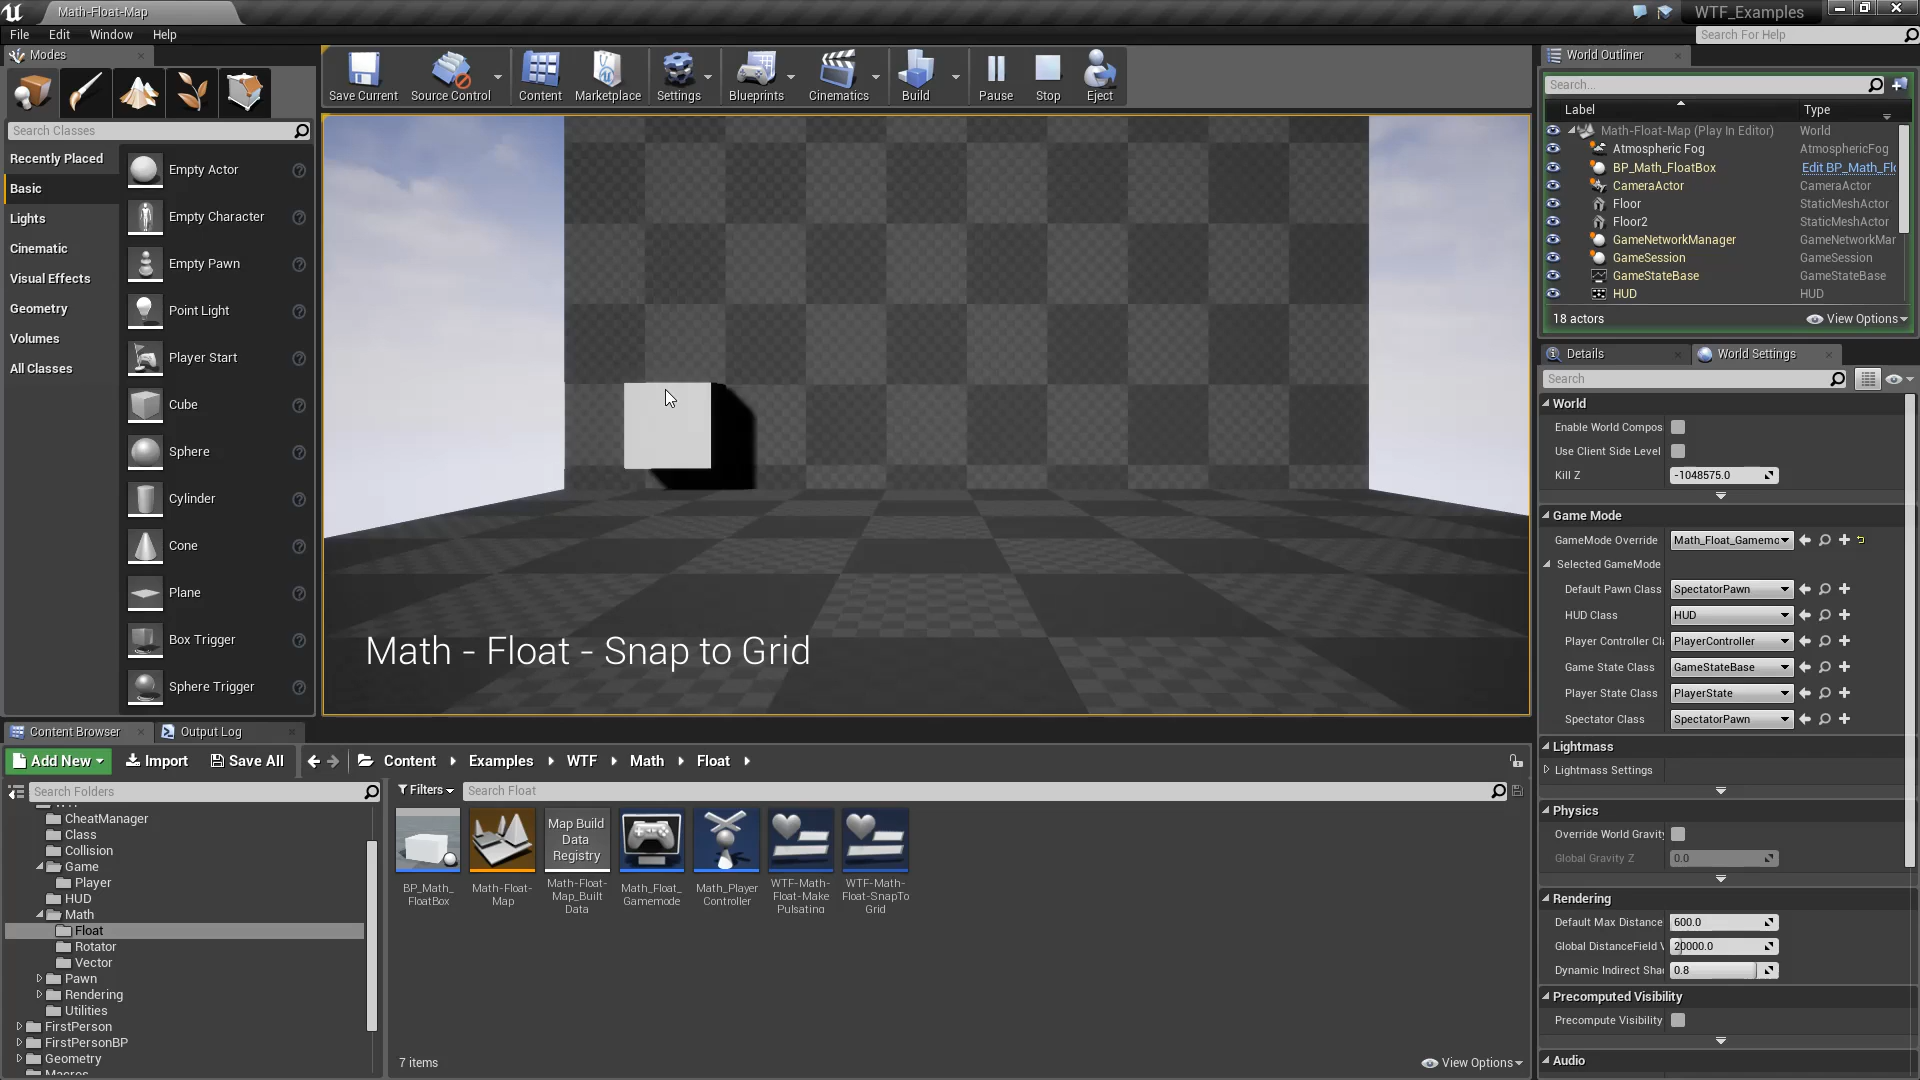 Math-Float-Map
WTF_Examples
File Edit Window Help
Search For Help
Modes
Search Classes
Recently Placed
Basic
Lights
Cinematic
Visual Effects
Geometry
Volumes
All Classes
Empty Actor
Empty Character
Empty Pawn
Point Light
Player Start
Cube
Sphere
Cylinder
Cone
Plane
Box Trigger
Sphere Trigger
Save Current Source Control Content Marketplace Settings Blueprints Cinematics Build Pause Stop Eject
Math - Float - Snap to Grid
World Outliner
Search...
Label Type
Math-Float-Map (Play In Editor) World
Atmospheric Fog AtmosphericFog
BP_Math_FloatBox Edit BP_Math_Flo
CameraActor CameraActor
Floor StaticMeshActor
Floor2 StaticMeshActor
GameNetworkManager GameNetworkMar
GameSession GameSession
GameStateBase GameStateBase
HUD HUD
18 actors View Options
Details World Settings
Search
World
Enable World Compos
Use Client Side Level
Kill Z -1048575.0
Game Mode
GameMode Override Math_Float_Gamemo
Selected GameMode
Default Pawn Class SpectatorPawn
HUD Class HUD
Player Controller Cla PlayerController
Game State Class GameStateBase
Player State Class PlayerState
Spectator Class SpectatorPawn
Lightmass
Lightmass Settings
Physics
Override World Gravity
Global Gravity Z 0.0
Rendering
Default Max Distance 600.0
Global DistanceField V 20000.0
Dynamic Indirect Shad 0.8
Precomputed Visibility
Precompute Visibility
Audio
Content Browser Output Log
Add New Import Save All Content Examples WTF Math Float
Search Folders
CheatManager
Class
Collision
Game
Player
HUD
Math
Float
Rotator
Vector
Pawn
Rendering
Utilities
FirstPerson
FirstPersonBP
Geometry
Macros
Filters Search Float
BP_Math_
FloatBox
Math-Float-
Map
Map Build
Data
Registry
Math-Float-
Map_Built
Data
Math_Float_
Gamemode
Math_Player
Controller
WTF-Math-
Float-Make
Pulsating
WTF-Math-
Float-SnapTo
Grid
7 items View Options